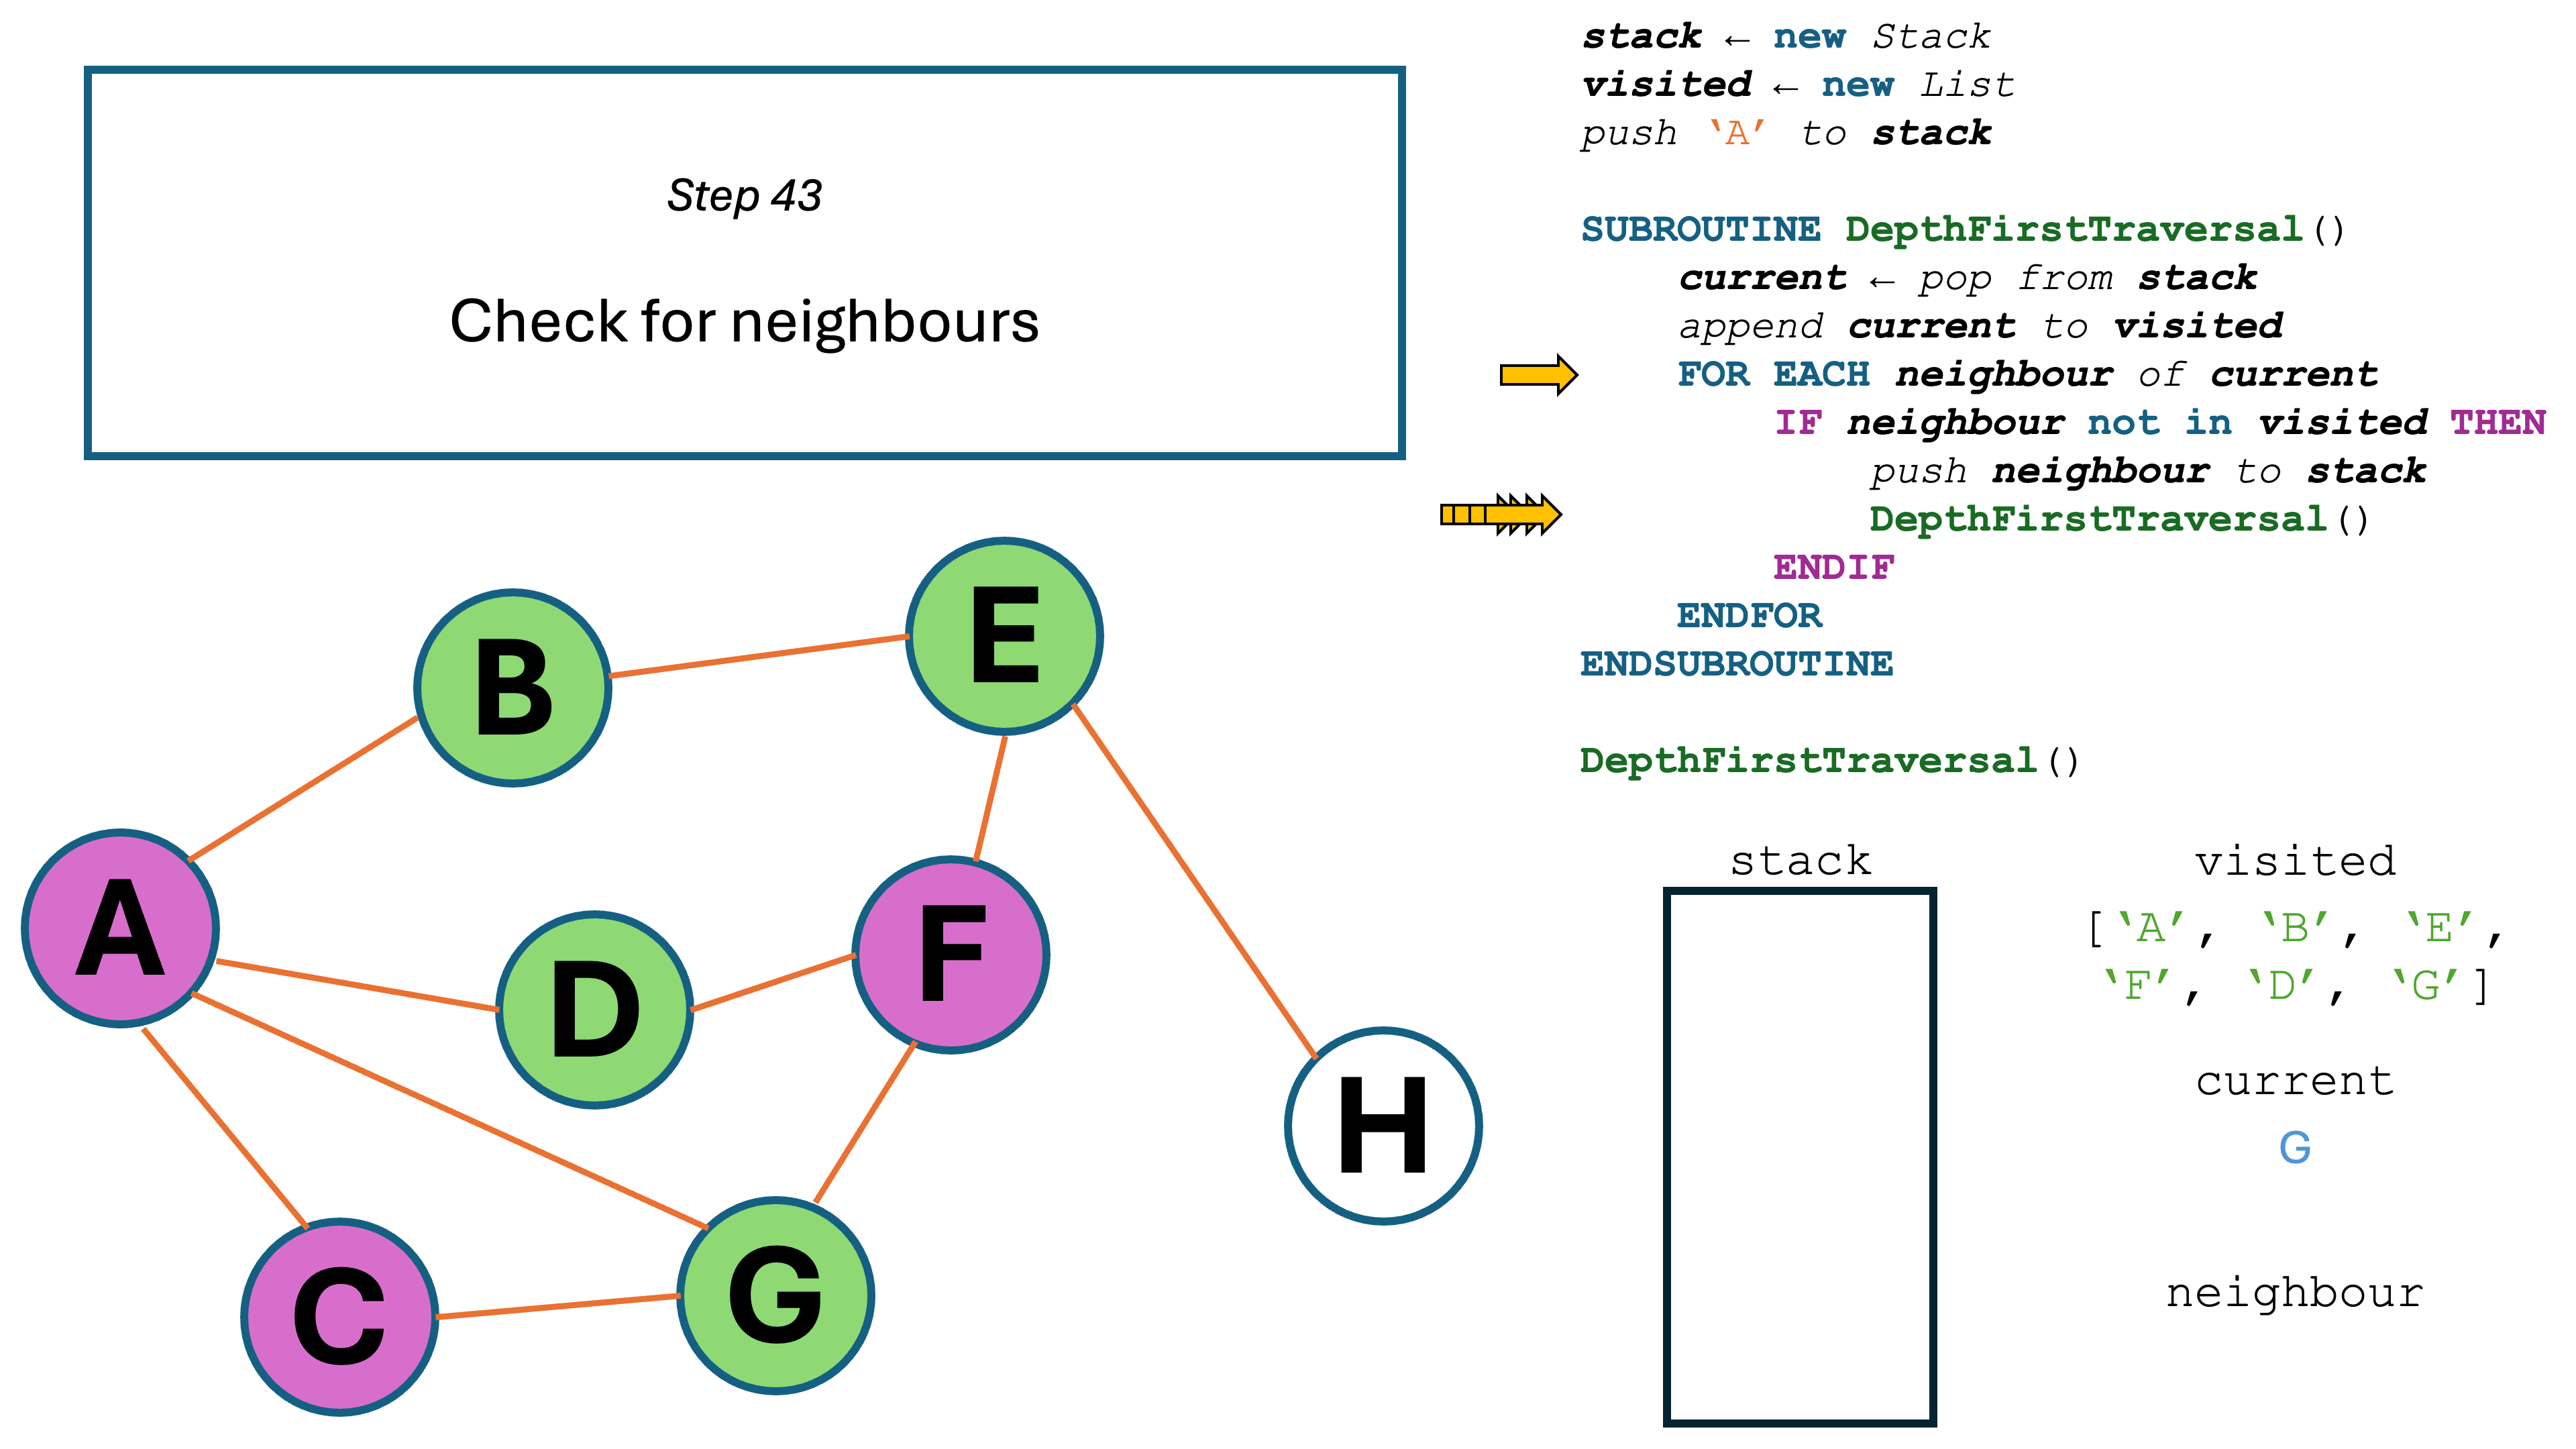 Step 43
Check for neighbours
stack ← new Stack
visited ← new List
push ‘A’ to stack
SUBROUTINE DepthFirstTraversal()
current ← pop from stack
append current to visited
FOR EACH neighbour of current
IF neighbour not in visited THEN
push neighbour to stack
DepthFirstTraversal()
ENDIF
ENDFOR
ENDSUBROUTINE
DepthFirstTraversal()
B
E
A
D
F
C
G
H
stack
visited
[‘A’, ‘B’, ‘E’,
‘F’, ‘D’, ‘G’]
current
G
neighbour